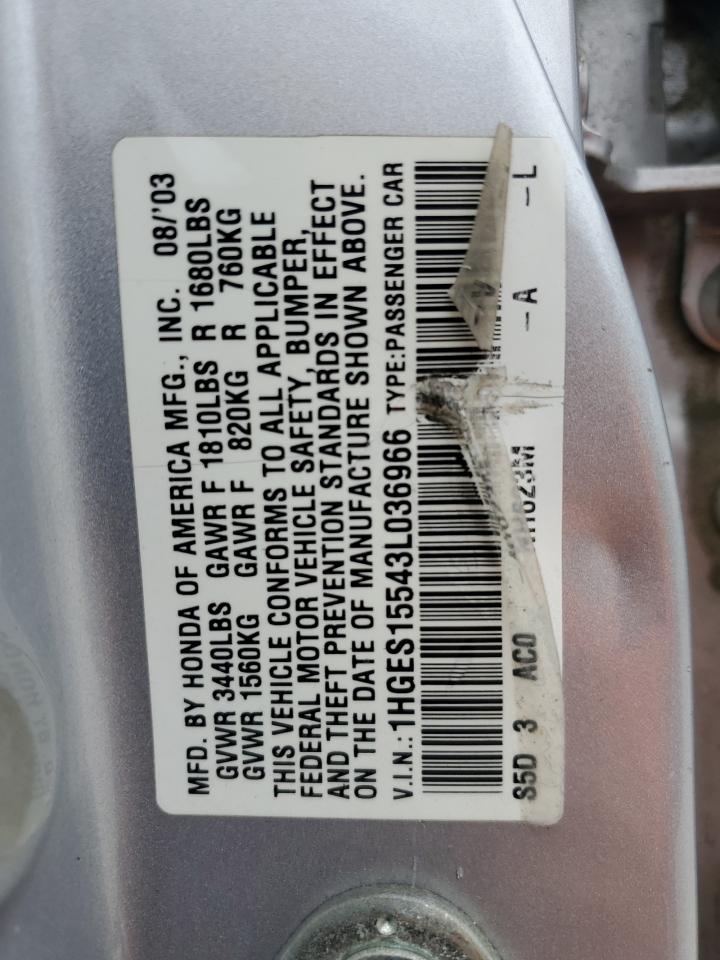 MFD. BY HONDA OF AMERICA MFG., INC. 08/'03
GVWR 3440LBS GAWR F 1810LBS R 1680LBS
GVWR 1560KG GAWR F 820KG R 760KG
THIS VEHICLE CONFORMS TO ALL APPLICABLE
FEDERAL MOTOR VEHICLE SAFETY, BUMPER,
AND THEFT PREVENTION STANDARDS IN EFFECT
ON THE DATE OF MANUFACTURE SHOWN ABOVE.
V.I.N.: 1HGES15543L036966 TYPE:PASSENGER CAR
S5D 3 AC0 -A -L